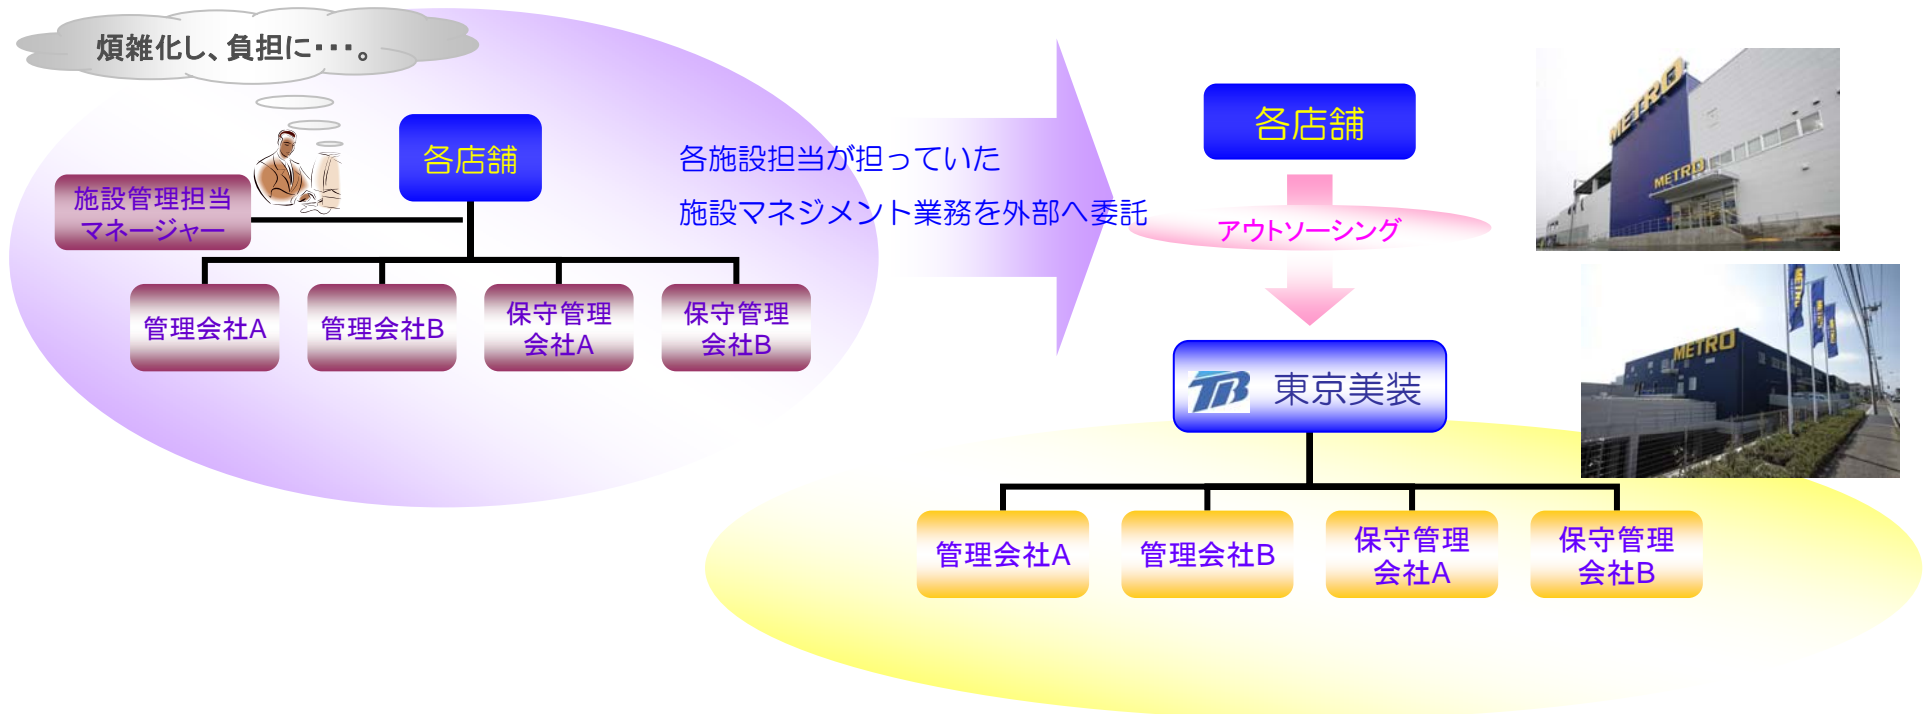 煩雑化し、負担に・・・。
各店舗
施設管理担当
マネージャー
管理会社A
管理会社B
保守管理
会社A
保守管理
会社B
各施設担当が担っていた
施設マネジメント業務を外部へ委託
各店舗
アウトソーシング
TB 東京美装
管理会社A
管理会社B
保守管理
会社A
保守管理
会社B
METRO
METRO
METRO
METRO
METRO
METRO